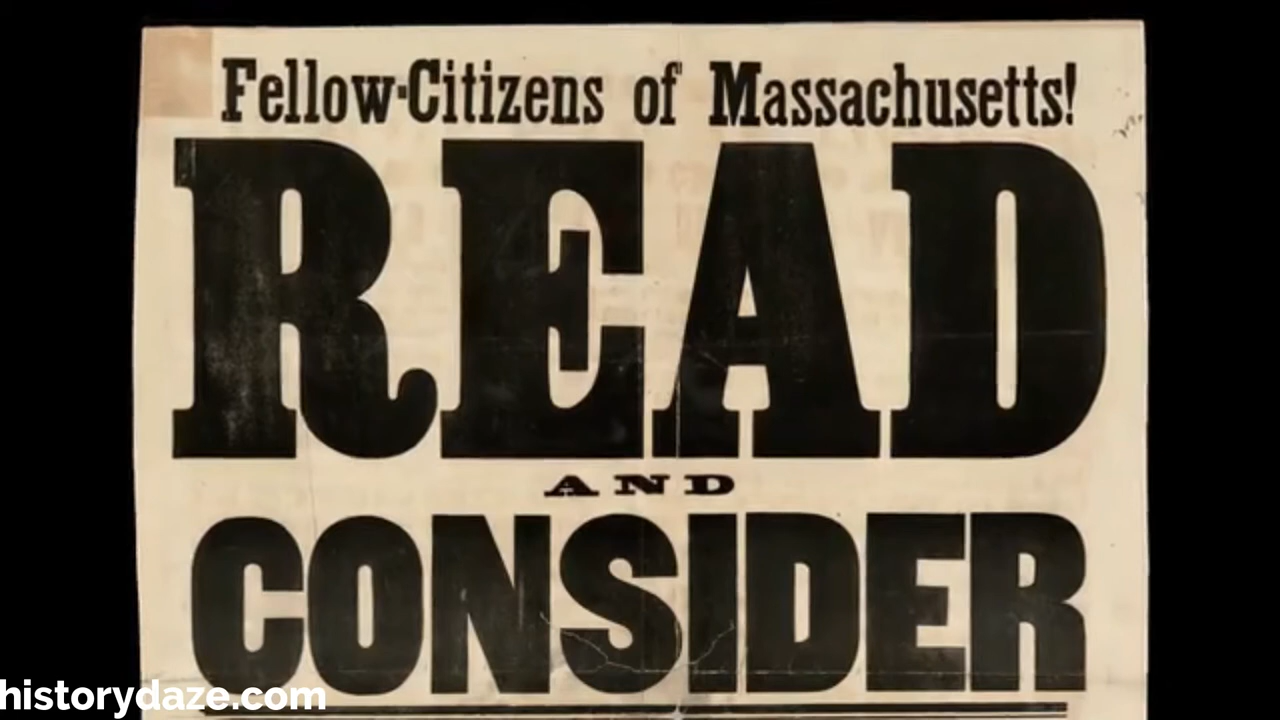 Fellow-Citizens of Massachusetts!
READ
AND
CONSIDER
historydaze.com